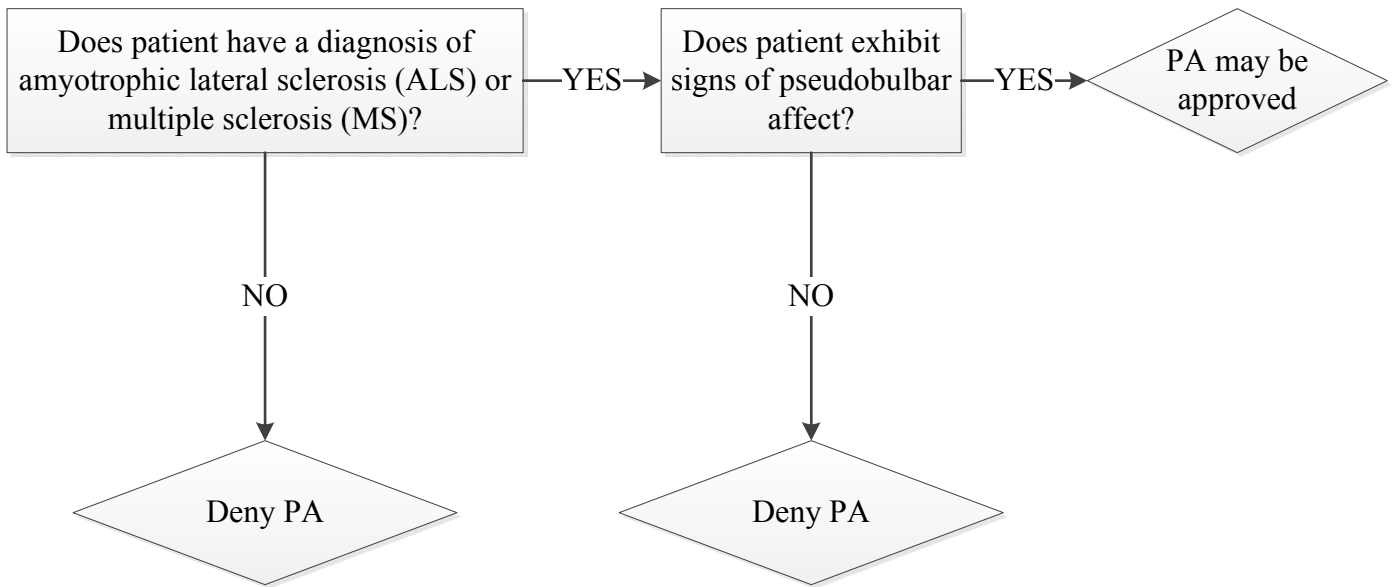 Does patient have a diagnosis of
amyotrophic lateral sclerosis (ALS) or
multiple sclerosis (MS)?
YES
Does patient exhibit
signs of pseudobulbar
affect?
YES
PA may be
approved
NO
NO
Deny PA
Deny PA